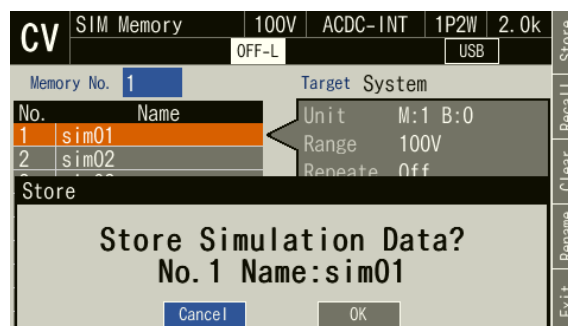 CV
SIM Memory
100V
ACDC-INT
1P2W
2.0k
OFF-L
USB
Memory No. 1
Target System
No. Name
1 sim01
2 sim02
Unit M:1 B:0
Range 100V
Repeate Off
Store
Store Simulation Data?
No.1 Name:sim01
Cancel
OK
Store
Recall
Clear
Rename
Exit